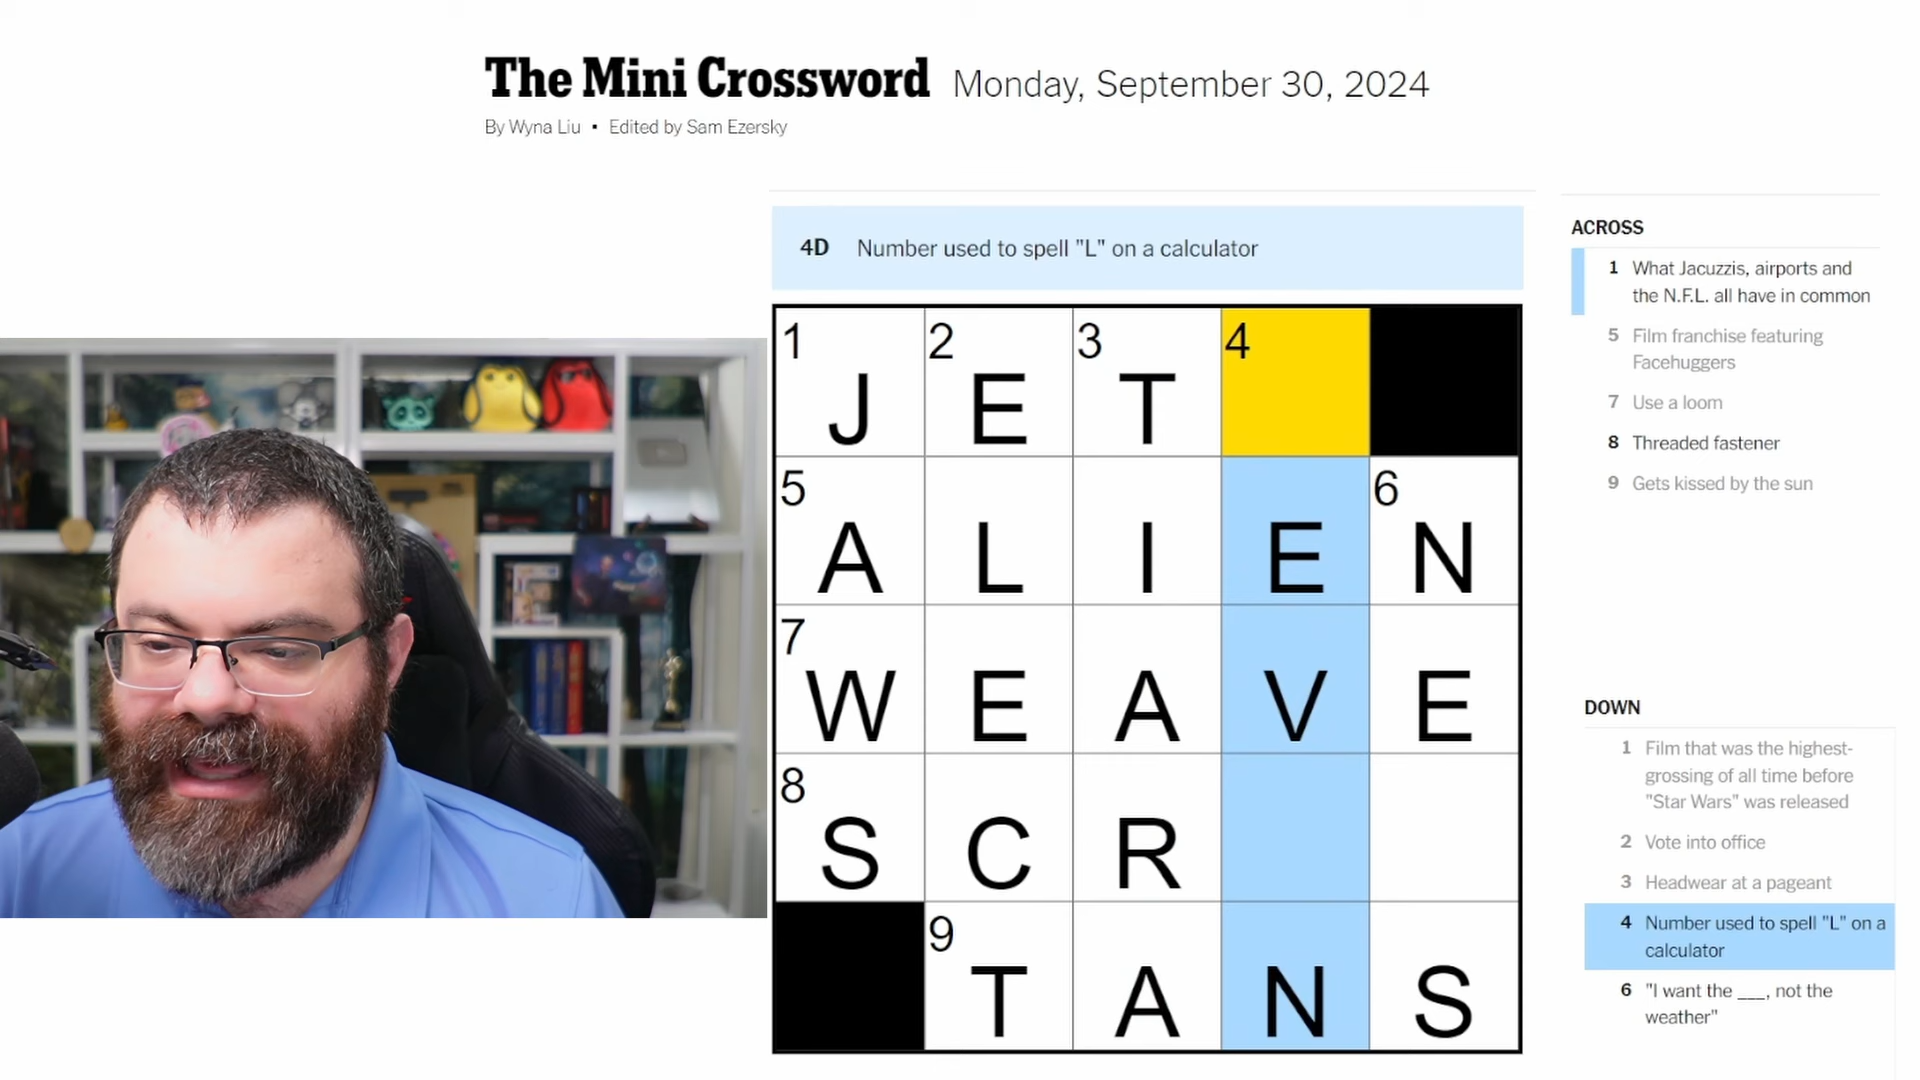 The Mini Crossword Monday, September 30, 2024
By Wyna Liu • Edited by Sam Ezersky
4D Number used to spell "L" on a calculator
1 2 3 4
J E T
5 6
A L I E N
7
W E A V E
8
S C R
9
T A N S
ACROSS
1 What Jacuzzis, airports and
the N.F.L. all have in common
5 Film franchise featuring
Facehuggers
7 Use a loom
8 Threaded fastener
9 Gets kissed by the sun
DOWN
1 Film that was the highest-
grossing of all time before
"Star Wars" was released
2 Vote into office
3 Headwear at a pageant
4 Number used to spell "L" on a
calculator
6 "I want the ___, not the
weather"